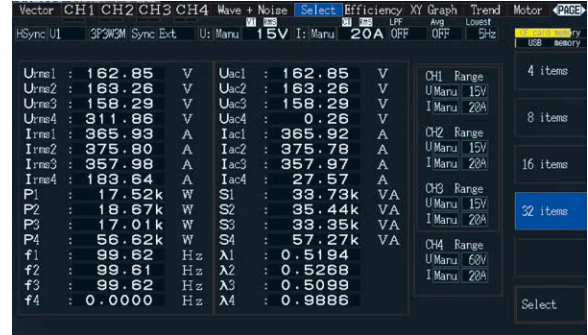 Vector CH1 CH2 CH3 CH4 Wave + Noise Select Efficiency XY Graph Trend Motor PAGE
HSync U1 3P3W3M Sync Ext U: Manu 15V I: Manu 20A LPF OFF Avg OFF Lowest 5Hz
CF card memory
USB memory
Urms1 : 162.85 V Uac1 : 162.85 V
Urms2 : 163.26 V Uac2 : 163.26 V
Urms3 : 158.29 V Uac3 : 158.29 V
Urms4 : 311.86 V Uac4 : 0.26 V
Irms1 : 365.93 A Iac1 : 365.92 A
Irms2 : 375.80 A Iac2 : 375.78 A
Irms3 : 357.98 A Iac3 : 357.97 A
Irms4 : 183.64 A Iac4 : 27.57 A
P1 : 17.52k W S1 : 33.73k VA
P2 : 18.67k W S2 : 35.44k VA
P3 : 17.01k W S3 : 33.35k VA
P4 : 56.62k W S4 : 57.27k VA
f1 : 99.62 Hz λ1 : 0.5194
f2 : 99.61 Hz λ2 : 0.5268
f3 : 99.62 Hz λ3 : 0.5099
f4 : 0.0000 Hz λ4 : 0.9886
CH1 Range
U Manu 15V
I Manu 20A
CH2 Range
U Manu 15V
I Manu 20A
CH3 Range
U Manu 15V
I Manu 20A
CH4 Range
U Manu 60V
I Manu 20A
4 items
8 items
16 items
32 items
Select